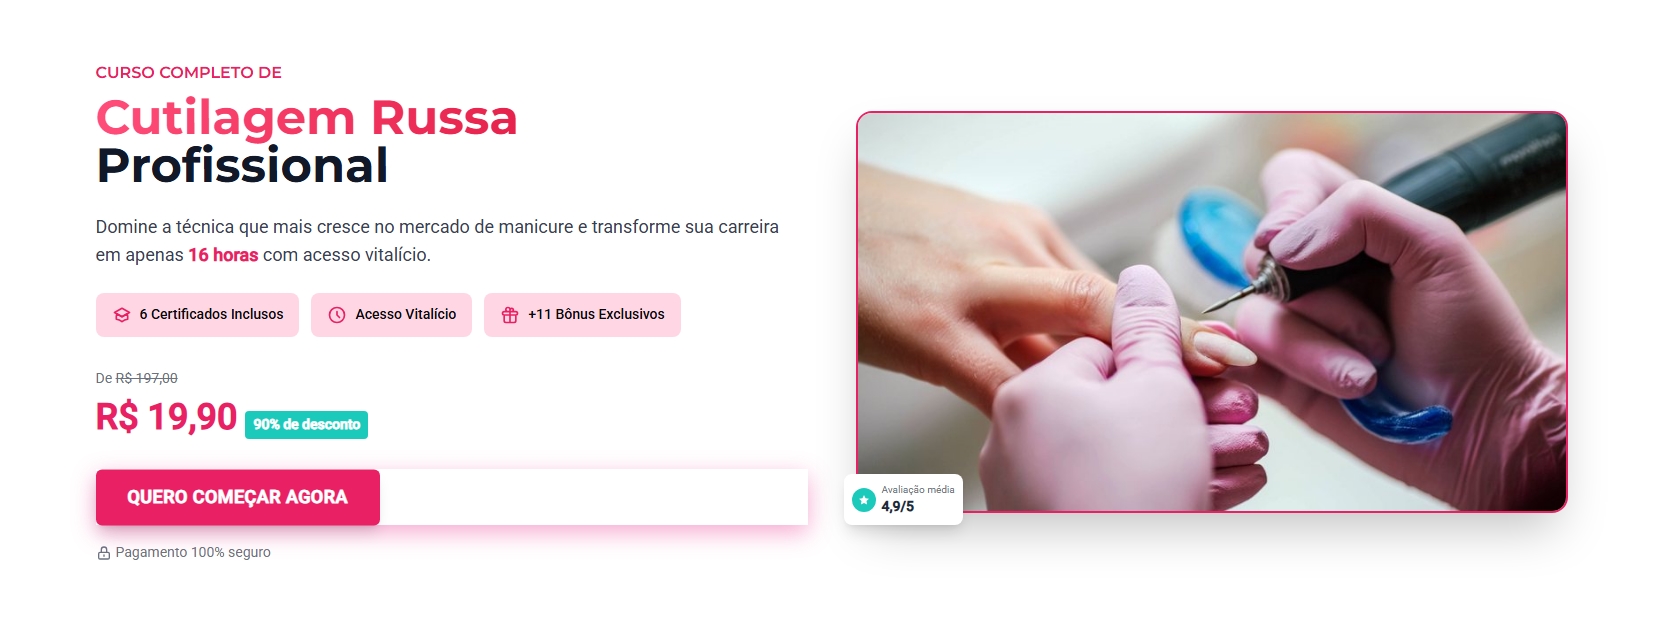 CURSO COMPLETO DE
Cutilagem Russa
Profissional
Domine a técnica que mais cresce no mercado de manicure e transforme sua carreira
em apenas 16 horas com acesso vitalício.
6 Certificados Inclusos
Acesso Vitalício
+11 Bônus Exclusivos
De R$ 197,00
R$ 19,90 90% de desconto
QUERO COMEÇAR AGORA
Pagamento 100% seguro
Avaliação média
4,9/5